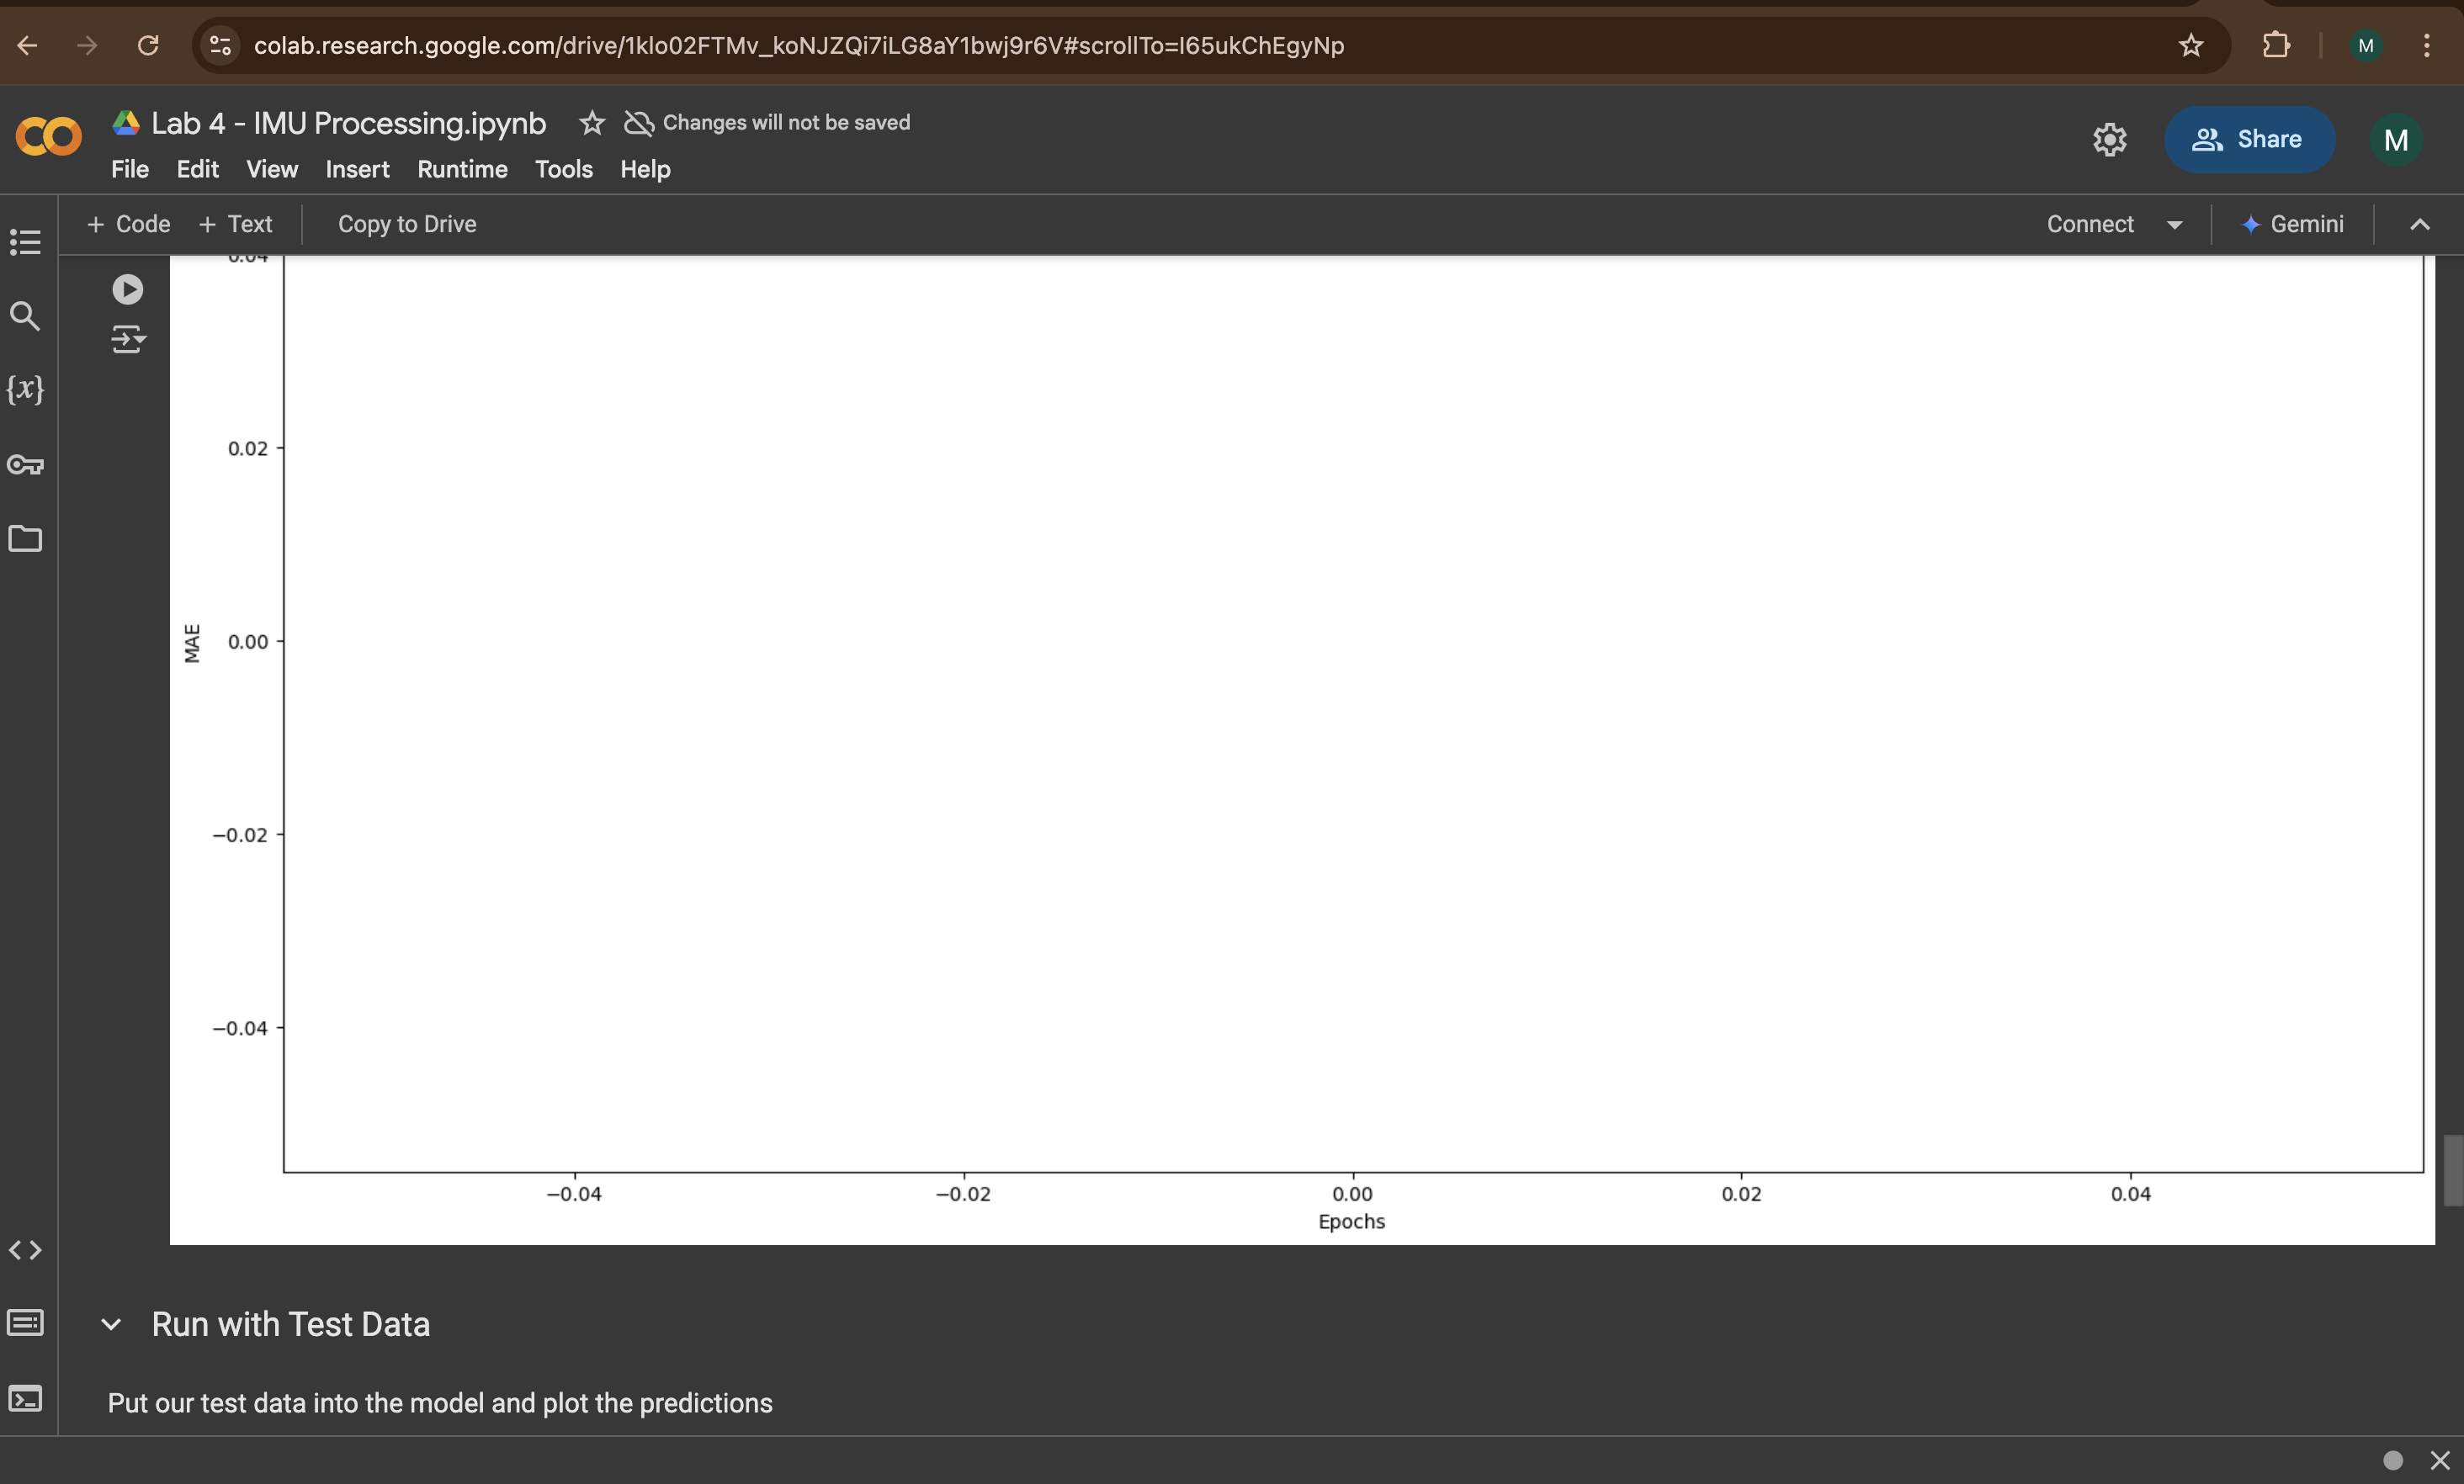 colab.research.google.com/drive/1klo02FTMv_koNJZQi7iLG8aY1bwj9r6V#scrollTo=I65ukChEgyNp
M
Lab 4 - IMU Processing.ipynb
Changes will not be saved
Share
M
File Edit View Insert Runtime Tools Help
+ Code + Text Copy to Drive
Connect
Gemini
0.04
{x}
0.02
MAE
0.00
−0.02
−0.04
−0.04 −0.02 0.00 0.02 0.04
Epochs
Run with Test Data
Put our test data into the model and plot the predictions